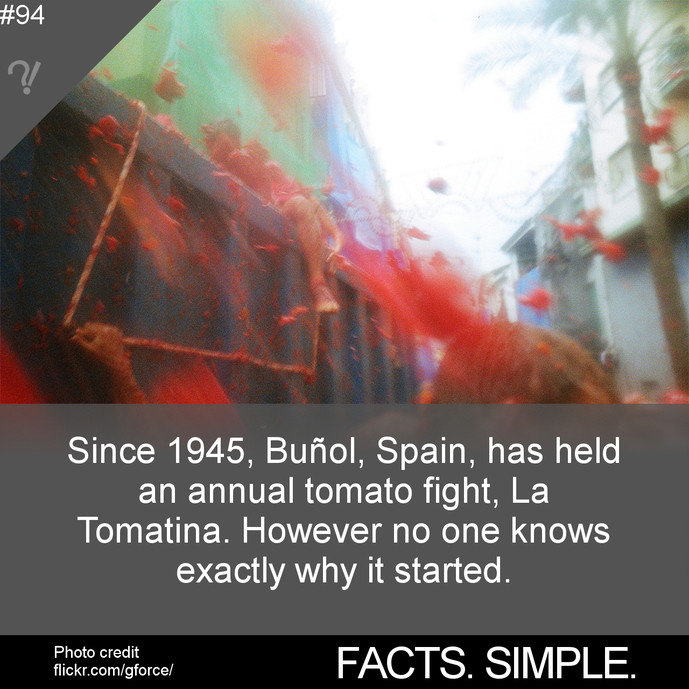 #94
?!
Since 1945, Buñol, Spain, has held
an annual tomato fight, La
Tomatina. However no one knows
exactly why it started.
Photo credit
flickr.com/gforce/
FACTS. SIMPLE.